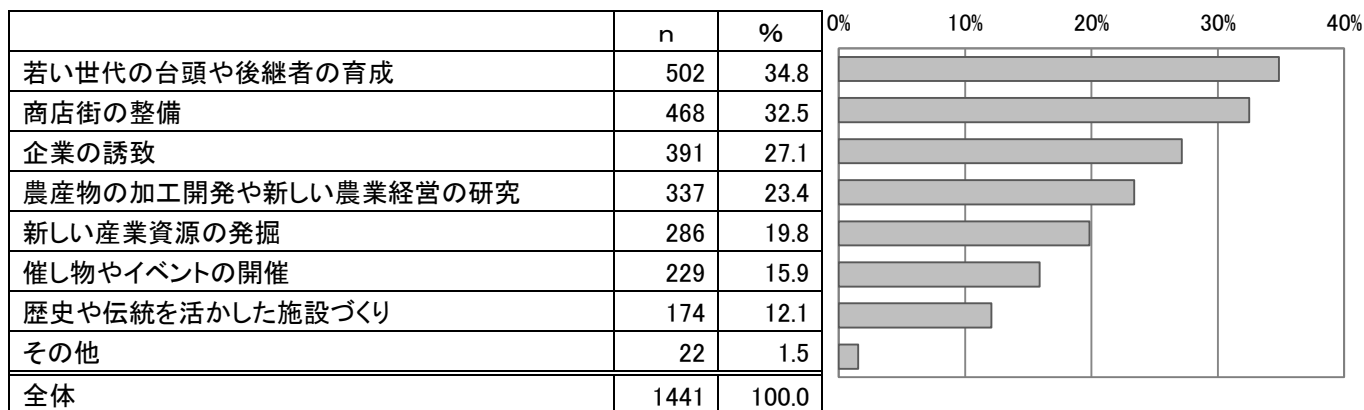 n % 0% 10% 20% 30% 40%
若い世代の台頭や後継者の育成 502 34.8
商店街の整備 468 32.5
企業の誘致 391 27.1
農産物の加工開発や新しい農業経営の研究 337 23.4
新しい産業資源の発掘 286 19.8
催し物やイベントの開催 229 15.9
歴史や伝統を活かした施設づくり 174 12.1
その他 22 1.5
全体 1441 100.0